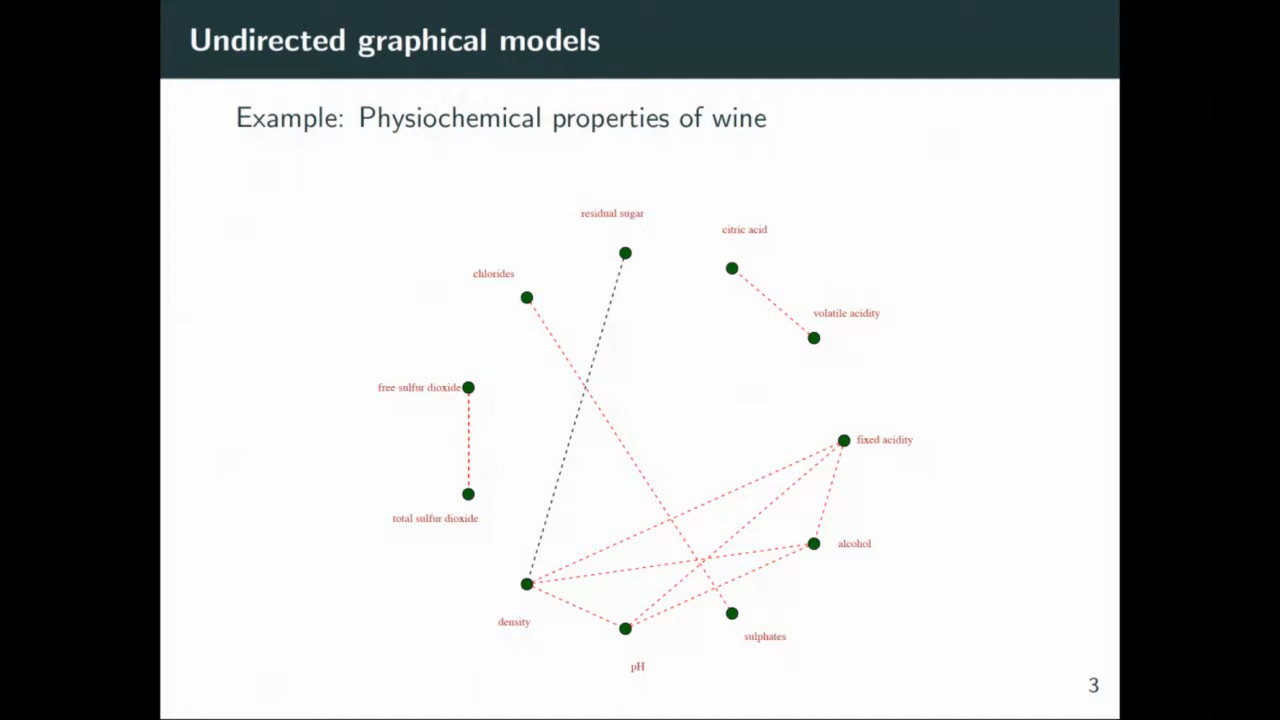 Undirected graphical models
Example: Physiochemical properties of wine
residual sugar
citric acid
chlorides
volatile acidity
free sulfur dioxide
fixed acidity
total sulfur dioxide
alcohol
density
sulphates
pH
3